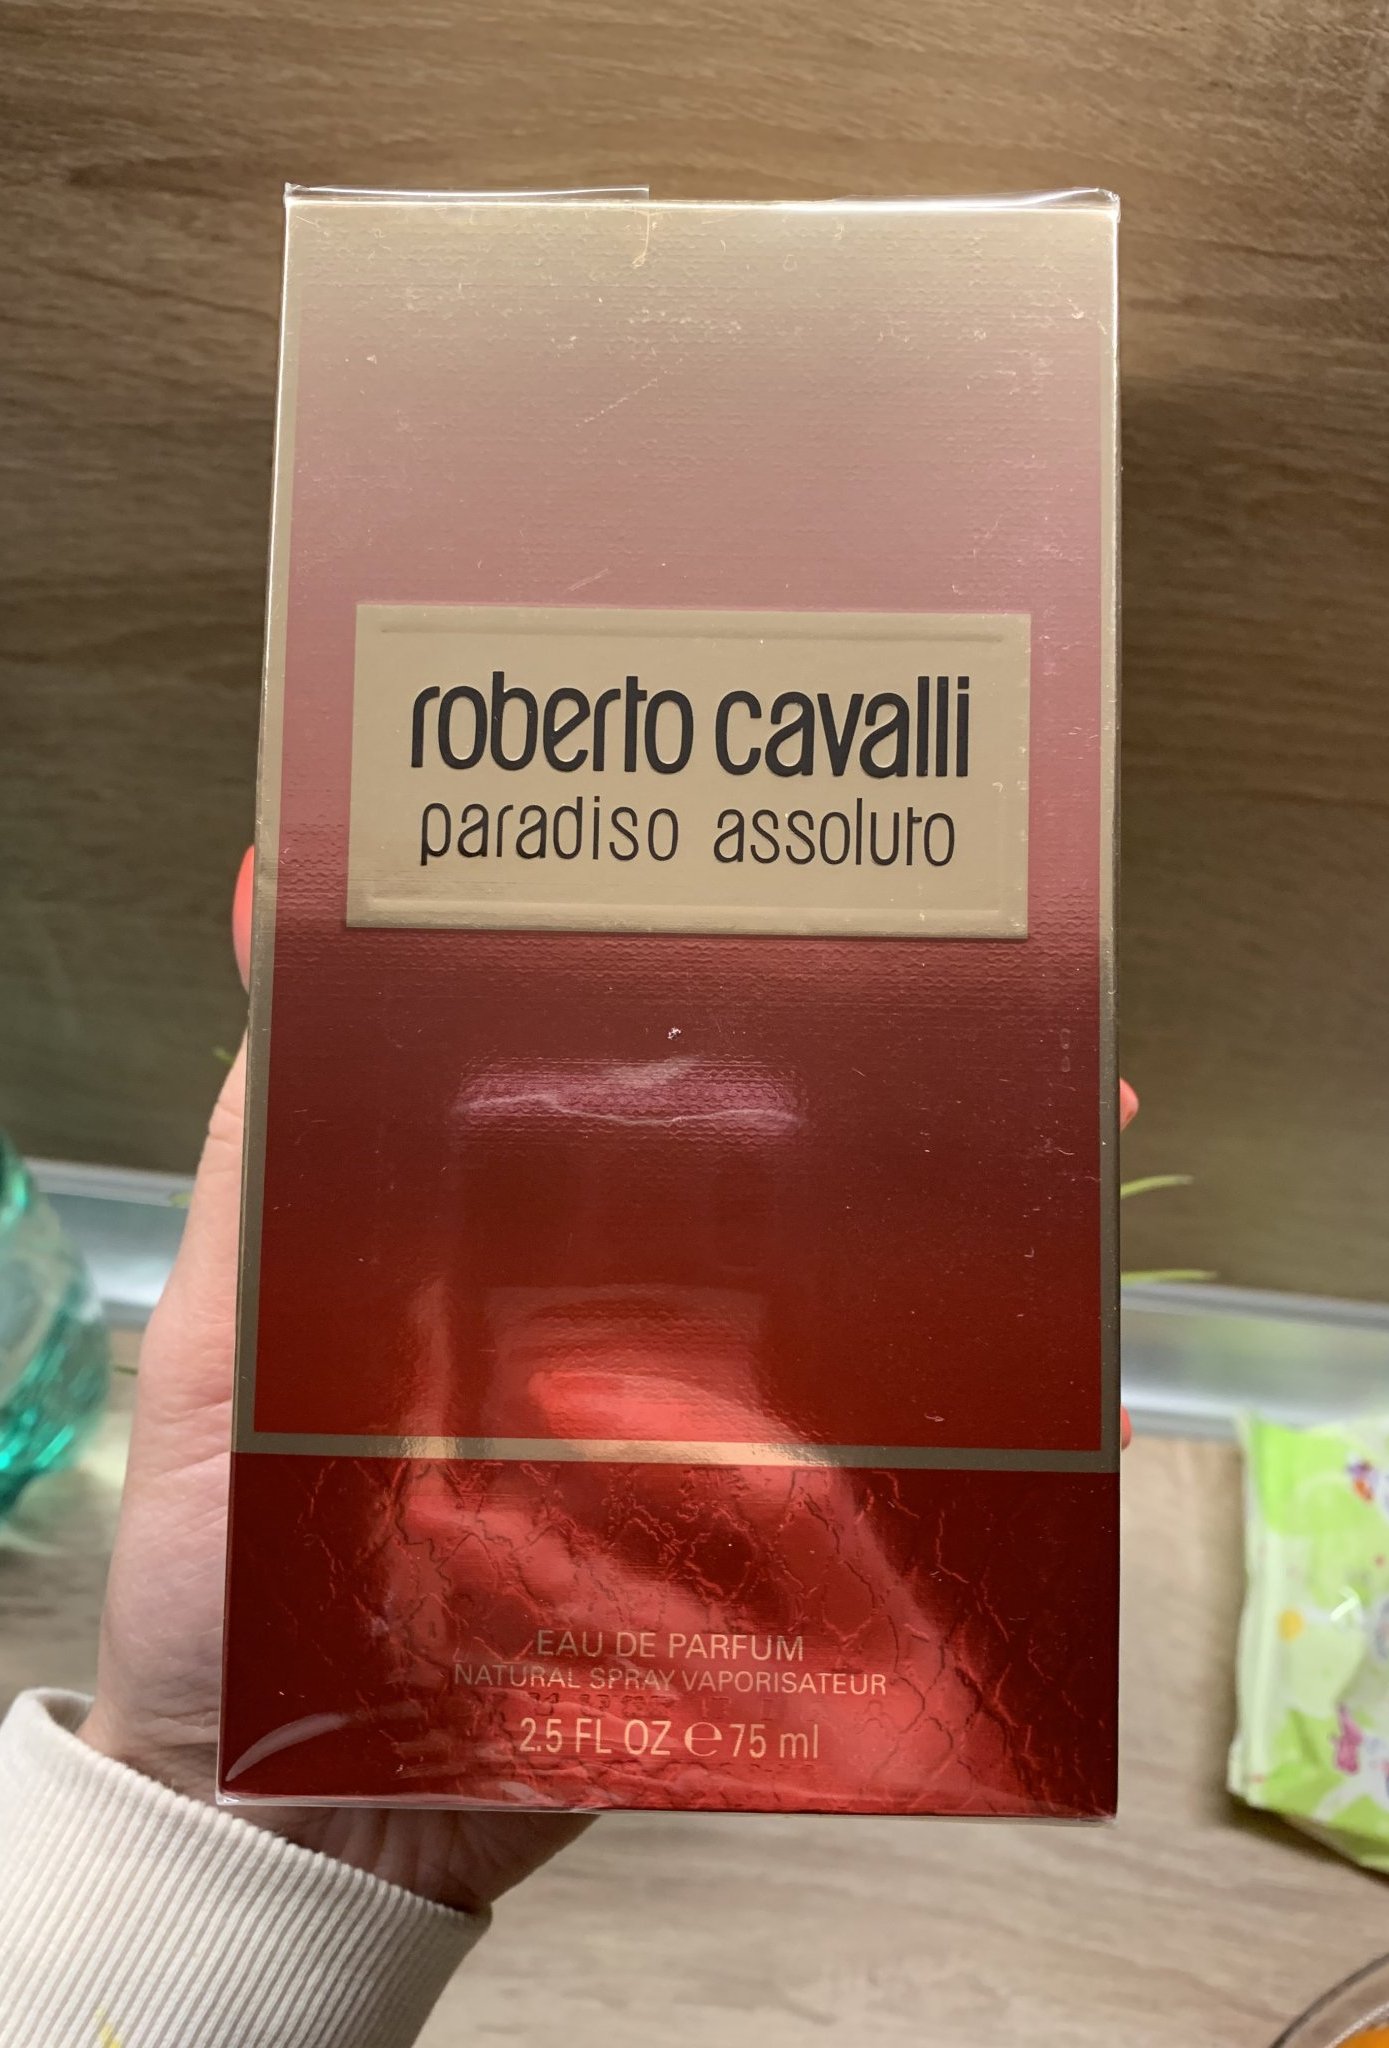 roberto cavalli
paradiso assoluto
EAU DE PARFUM
NATURAL SPRAY VAPORISATEUR
2.5 FL OZ ℮ 75 ml